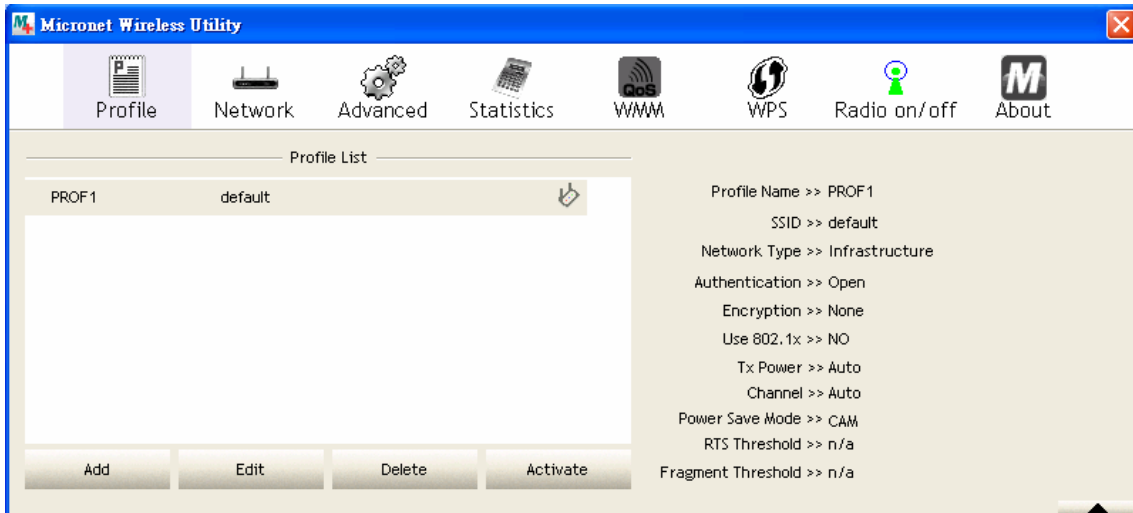 Micronet Wireless Utility
Profile Network Advanced Statistics QoS WMM WPS Radio on/off M About
Profile List
PROF1 default
Add Edit Delete Activate
Profile Name >> PROF1
SSID >> default
Network Type >> Infrastructure
Authentication >> Open
Encryption >> None
Use 802.1x >> NO
Tx Power >> Auto
Channel >> Auto
Power Save Mode >> CAM
RTS Threshold >> n/a
Fragment Threshold >> n/a